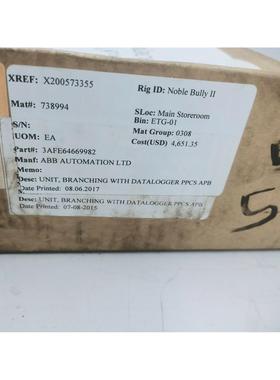 XREF: X200573355
Rig ID: Noble Bully II
Mat#: 738994
SLoc: Main Storeroom
Bin: ETG-01
S/N:
Mat Group: 0308
UOM: EA
Cost(USD) 4,651.35
Part#: 3AFE64669982
Manf: ABB AUTOMATION LTD
Memo:
Desc: UNIT, BRANCHING WITH DATALOGGER PPCS APB
Date Printed: 08.06.2017
Desc: UNIT, BRANCHING WITH DATALOGGER PPCS APB
Date Printed: 07-08-2015
5